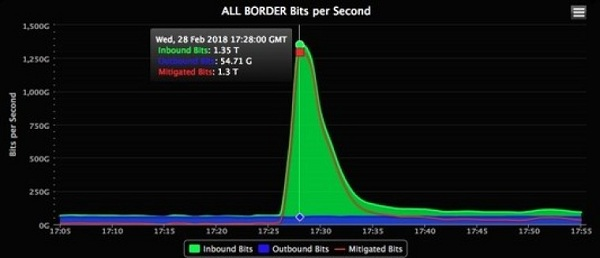 ALL BORDER Bits per Second
1,500G
Wed, 28 Feb 2018 17:28:00 GMT
Inbound Bits: 1.35 T
Outbound Bits: 54.71 G
Mitigated Bits: 1.3 T
1,250G
1,000G
750G
500G
250G
0G
Bits per Second
17:05 17:10 17:15 17:20 17:25 17:30 17:35 17:40 17:45 17:50 17:55
Inbound Bits Outbound Bits Mitigated Bits